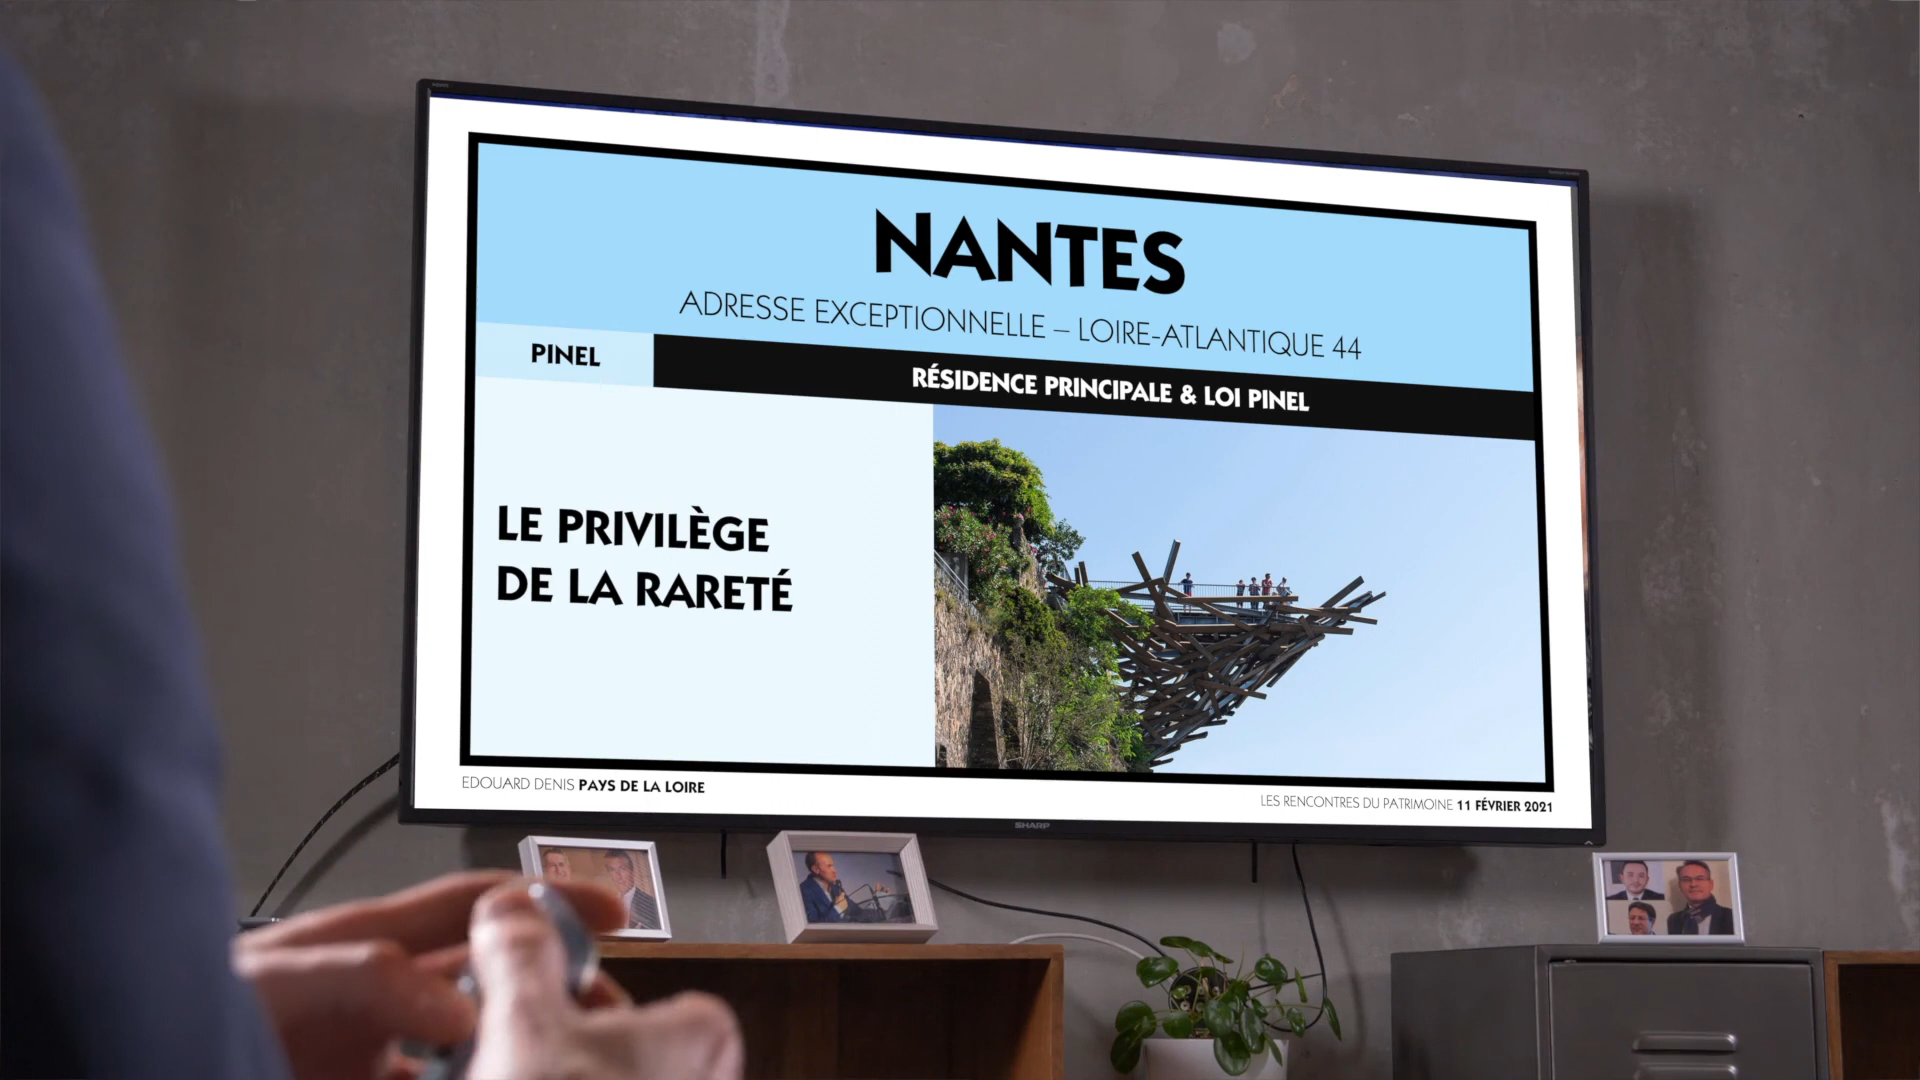 NANTES
ADRESSE EXCEPTIONNELLE – LOIRE-ATLANTIQUE 44
PINEL
RÉSIDENCE PRINCIPALE & LOI PINEL
LE PRIVILÈGE
DE LA RARETÉ
EDOUARD DENIS PAYS DE LA LOIRE
LES RENCONTRES DU PATRIMOINE 11 FÉVRIER 2021
SHARP